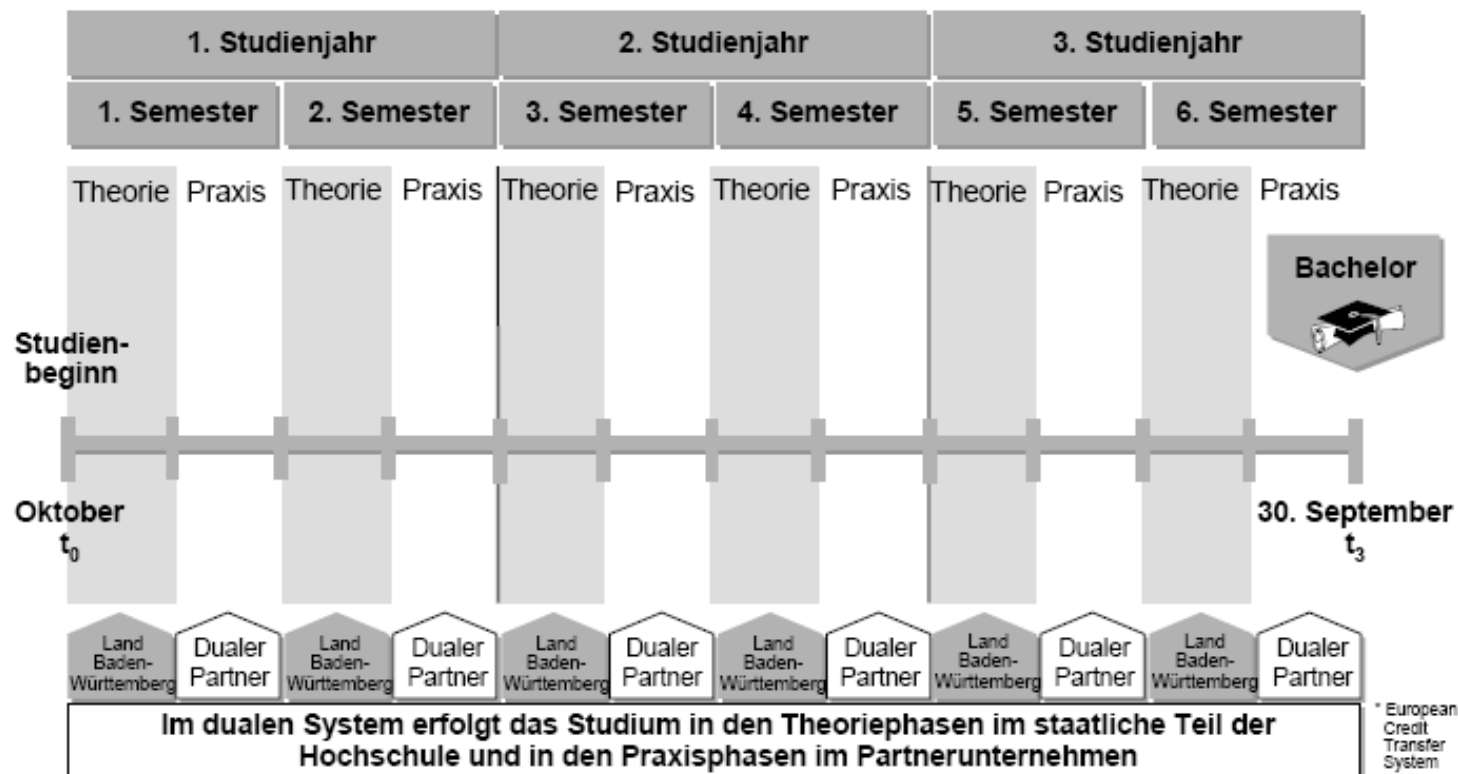 1. Studienjahr 2. Studienjahr 3. Studienjahr
1. Semester 2. Semester 3. Semester 4. Semester 5. Semester 6. Semester
Theorie Praxis Theorie Praxis Theorie Praxis Theorie Praxis Theorie Praxis Theorie Praxis
Bachelor
Studien-
beginn
Oktober
t0
30. September
t3
Land
Baden-
Württemberg
Dualer
Partner
Land
Baden-
Württemberg
Dualer
Partner
Land
Baden-
Württemberg
Dualer
Partner
Land
Baden-
Württemberg
Dualer
Partner
Land
Baden-
Württemberg
Dualer
Partner
Land
Baden-
Württemberg
Dualer
Partner
Im dualen System erfolgt das Studium in den Theoriephasen im staatliche Teil der
Hochschule und in den Praxisphasen im Partnerunternehmen
* European
Credit
Transfer
System